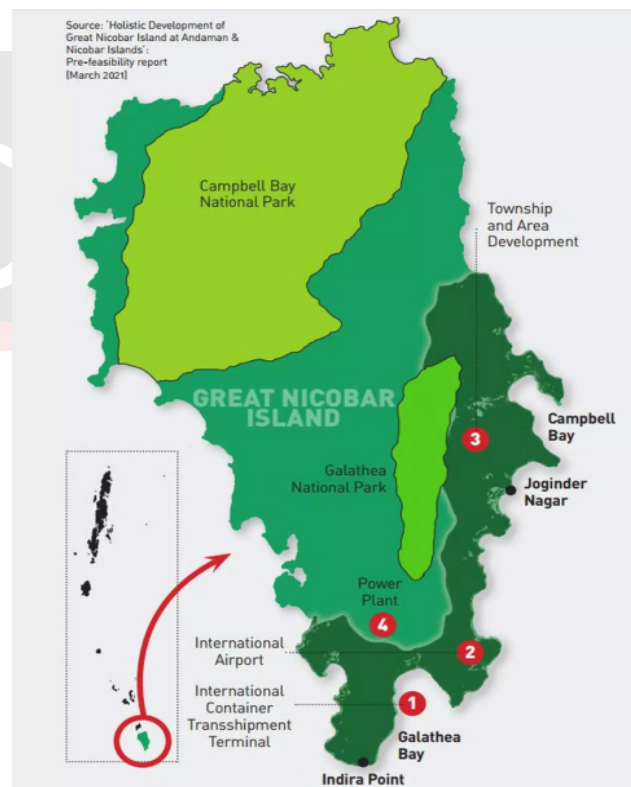 Source: 'Holistic Development of
Great Nicobar Island at Andaman &
Nicobar Islands':
Pre-feasibility report
(March 2021)
Campbell Bay
National Park
Township
and Area
Development
GREAT NICOBAR
ISLAND
Campbell
Bay
3
Galathea
National Park
Joginder
Nagar
Power
Plant
4
International
Airport
2
International
Container
Transshipment
Terminal
1
Galathea
Bay
Indira Point